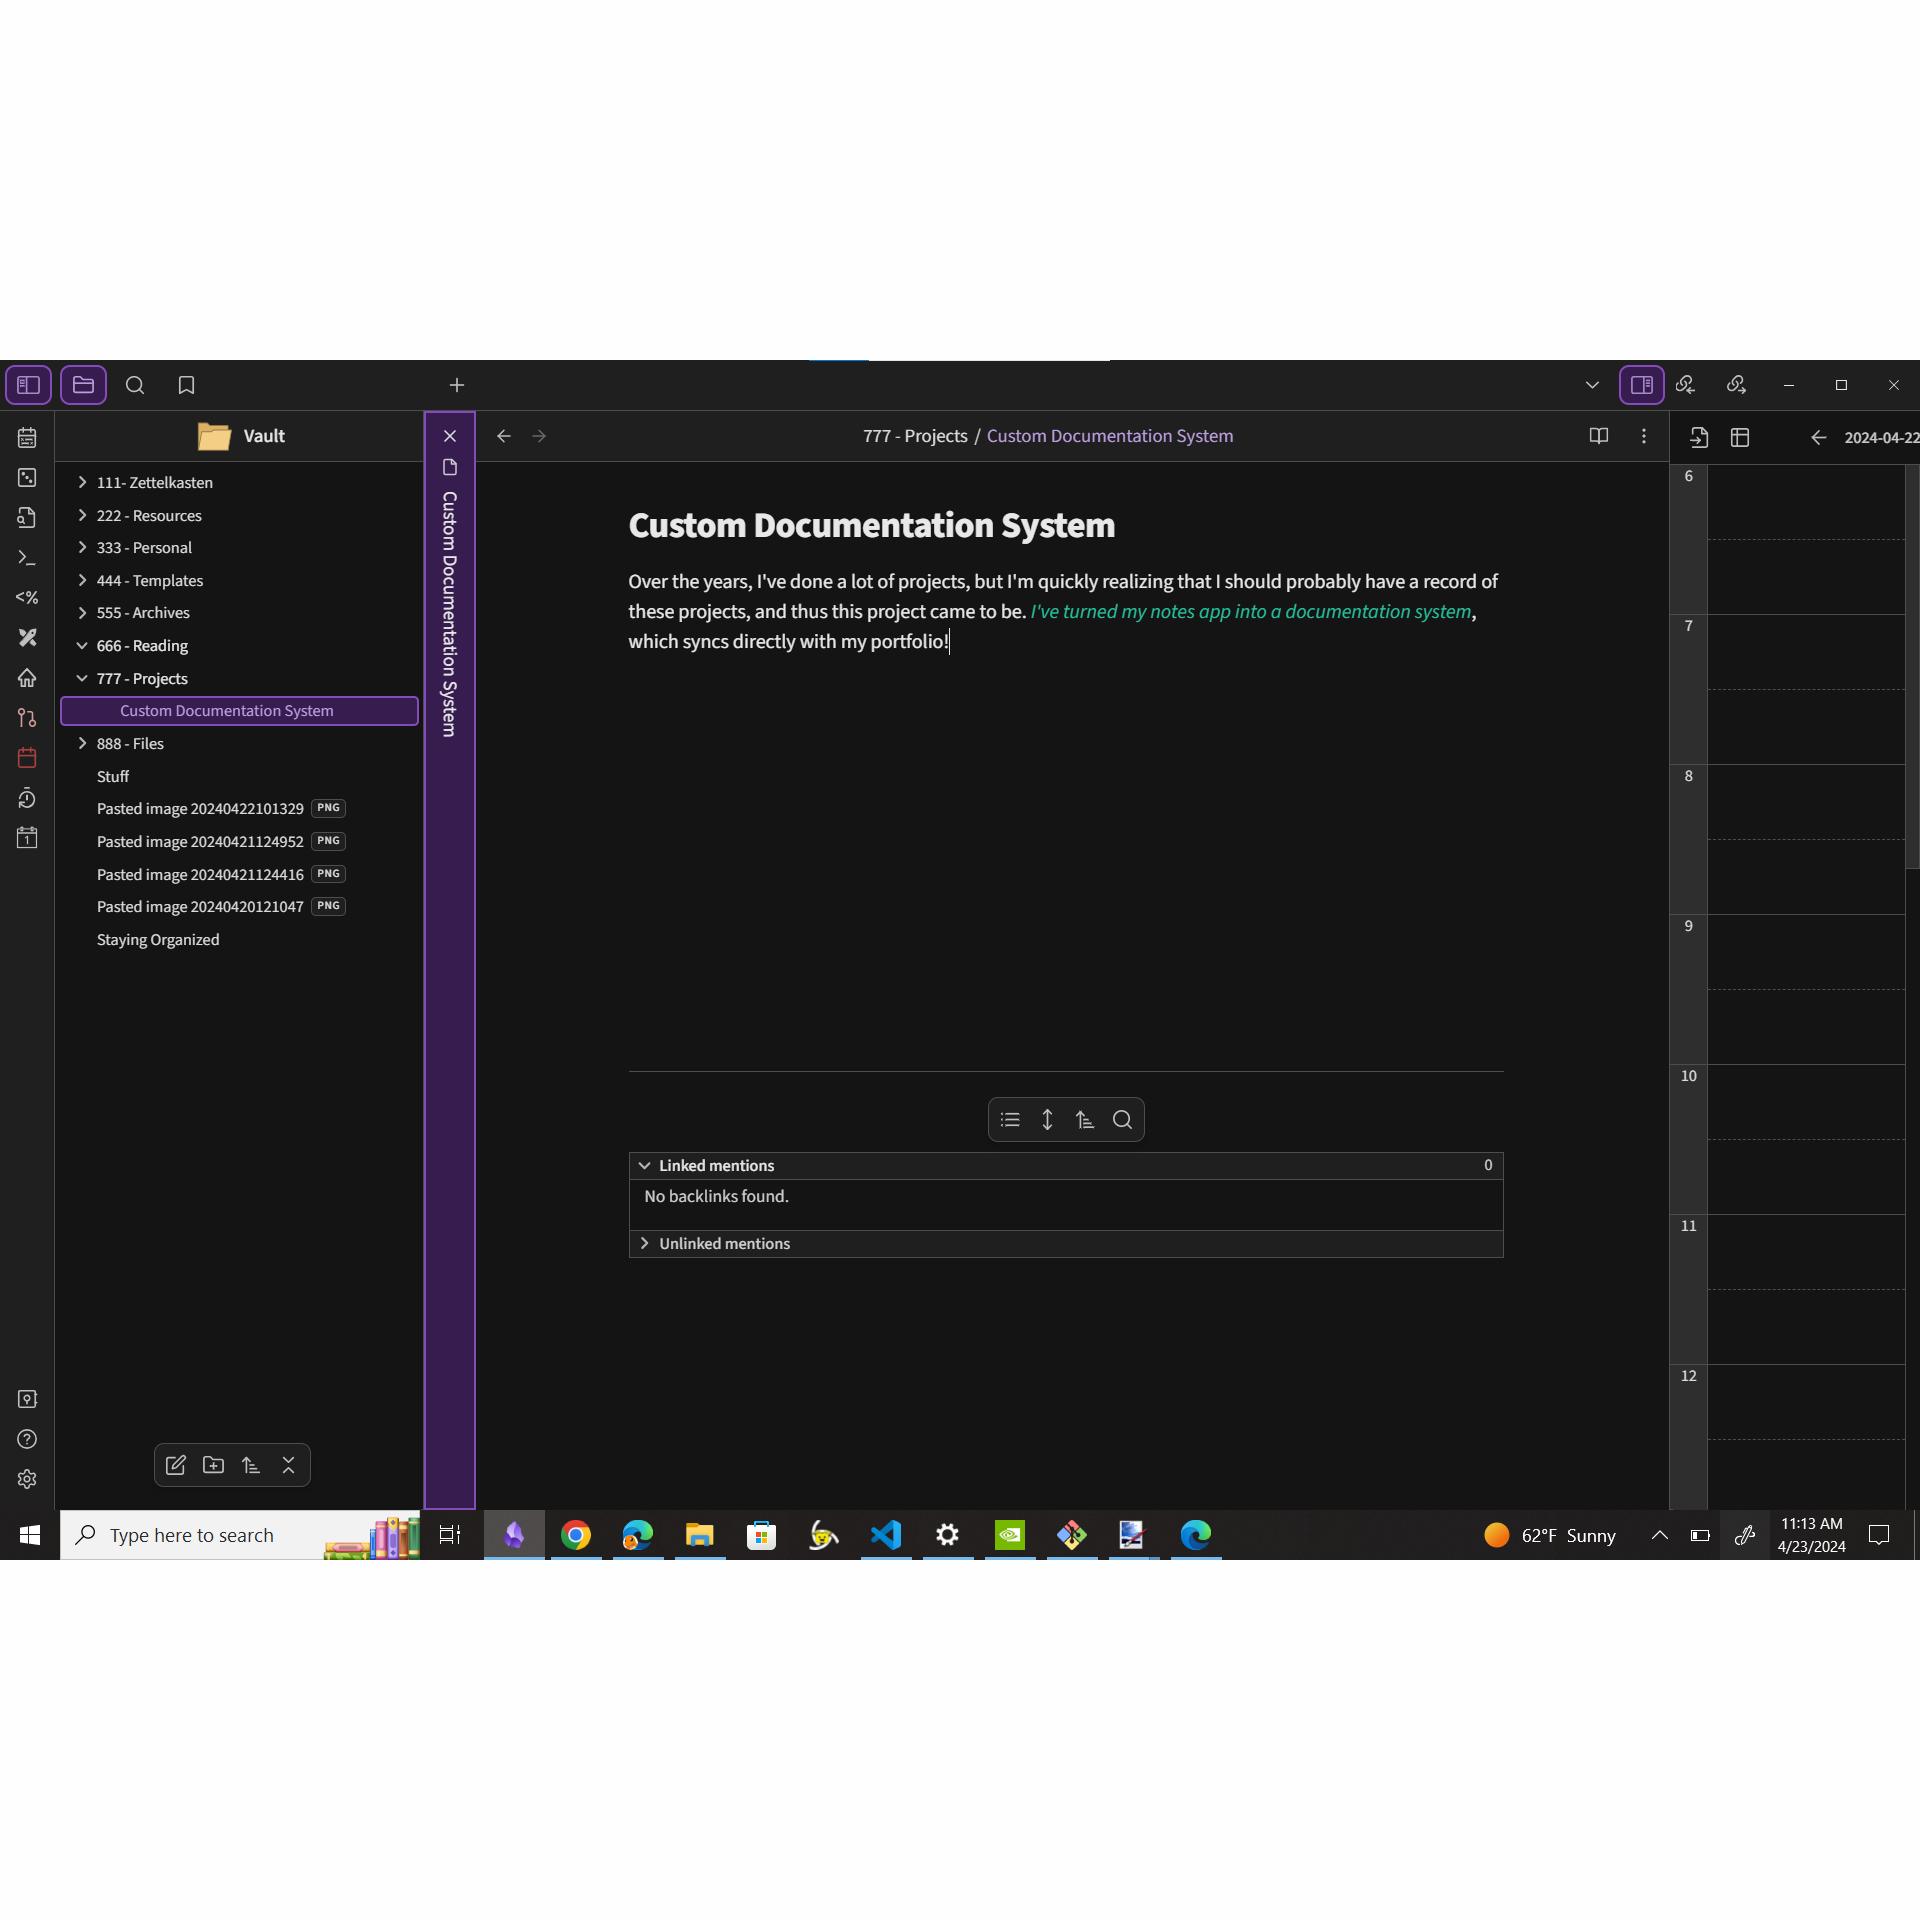 Vault
111- Zettelkasten
222 - Resources
333 - Personal
444 - Templates
555 - Archives
666 - Reading
777 - Projects
Custom Documentation System
888 - Files
Stuff
Pasted image 20240422101329 PNG
Pasted image 20240421124952 PNG
Pasted image 20240421124416 PNG
Pasted image 20240420121047 PNG
Staying Organized
Custom Documentation System
777 - Projects / Custom Documentation System
Custom Documentation System
Over the years, I've done a lot of projects, but I'm quickly realizing that I should probably have a record of
these projects, and thus this project came to be. I've turned my notes app into a documentation system,
which syncs directly with my portfolio!
Linked mentions 0
No backlinks found.
Unlinked mentions
2024-04-22
6
7
8
9
10
11
12
<%
1
Type here to search
62°F Sunny
11:13 AM
4/23/2024